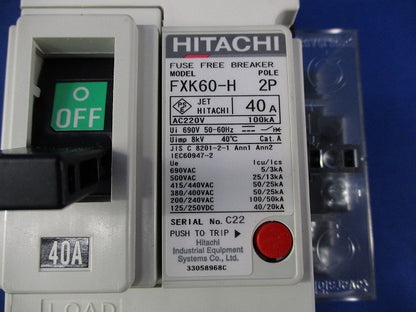 HITACHI
FUSE FREE BREAKER
MODEL POLE
FXK60-H 2P
PS E JET HITACHI 40A
AC220V 100kA
Ui 690V 50-60Hz
Uimp 8kV 40℃ Cat.A
JIS C 8201-2-1 Ann1 Ann2
IEC60947-2
Ue Icu/Ics
690VAC 5/3kA
500VAC 25/13kA
415/440VAC 50/25kA
380/400VAC 50/25kA
200/240VAC 100/50kA
125/250VDC 40/20kA
SERIAL No. C22
PUSH TO TRIP
Hitachi
Industrial Equipment
Systems Co., Ltd.
33058968C
OFF
40A
LOAD